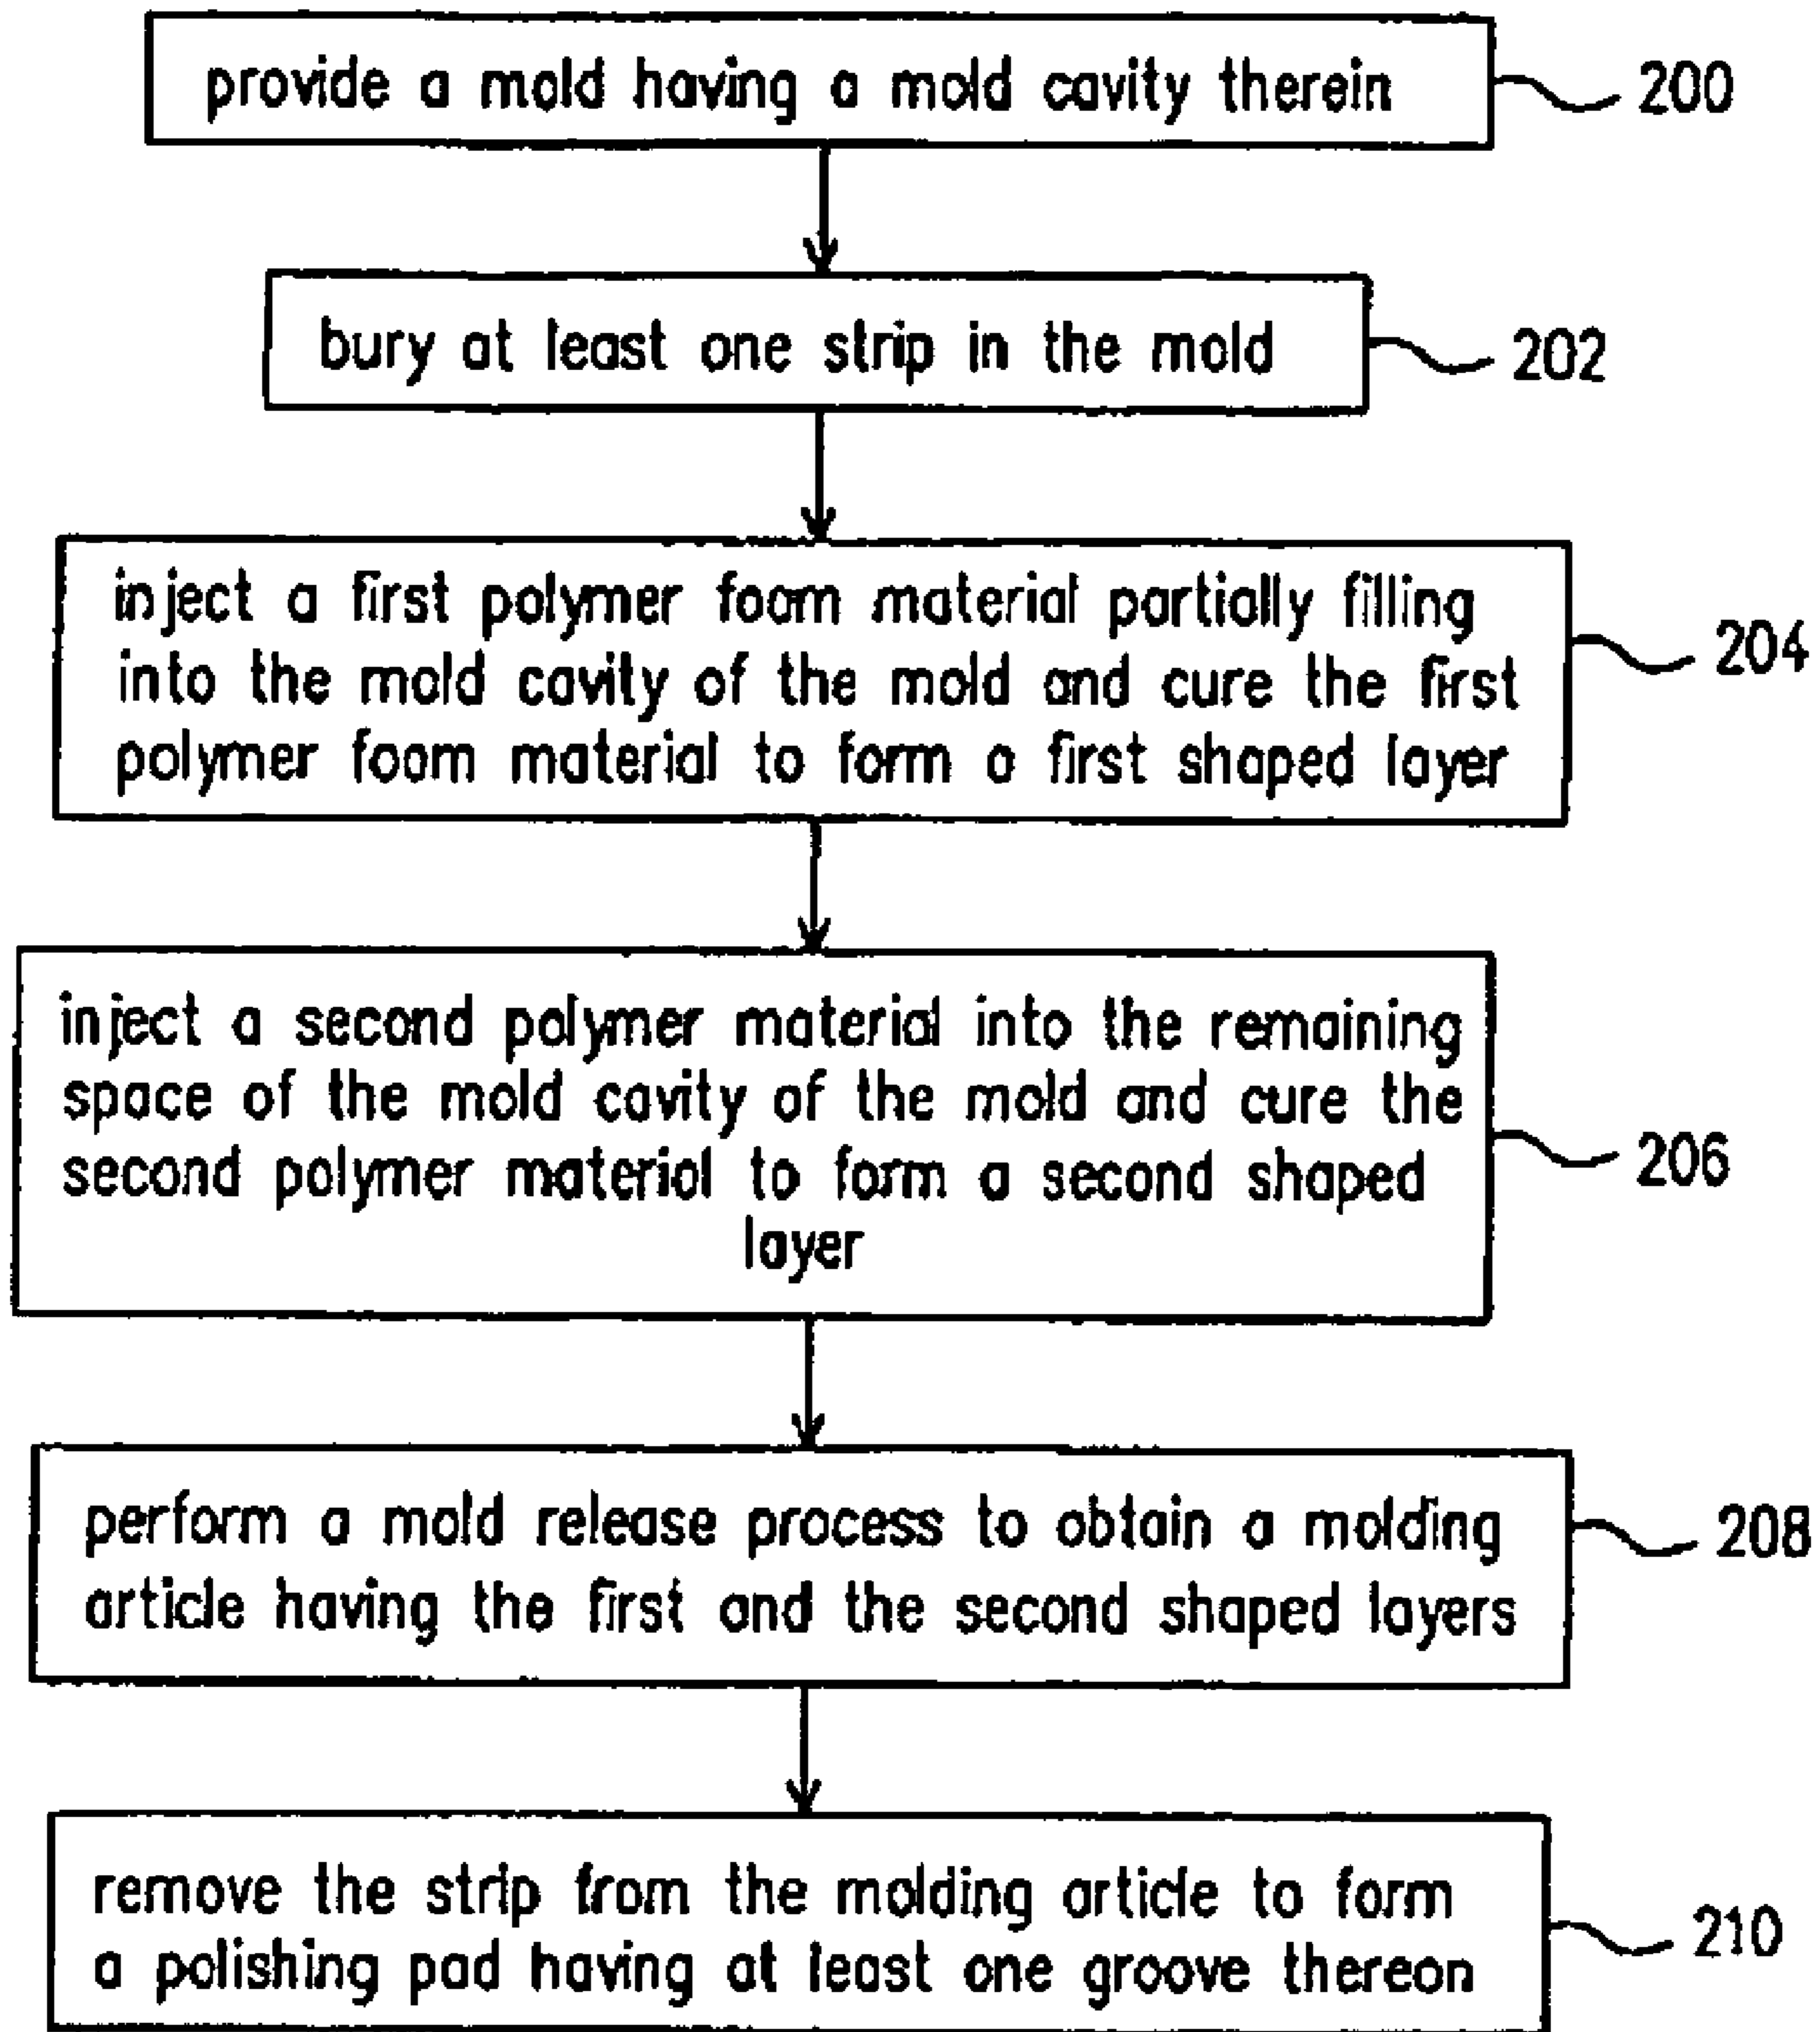 provide a mold having a mold cavity therein
200
bury at least one strip in the mold
202
inject a first polymer foam material partially filling
into the mold cavity of the mold and cure the first
polymer foam material to form a first shaped layer
204
inject a second polymer material into the remaining
space of the mold cavity of the mold and cure the
second polymer material to form a second shaped
layer
206
perform a mold release process to obtain a molding
article having the first and the second shaped layers
208
remove the strip from the molding article to form
a polishing pad having at least one groove thereon
210